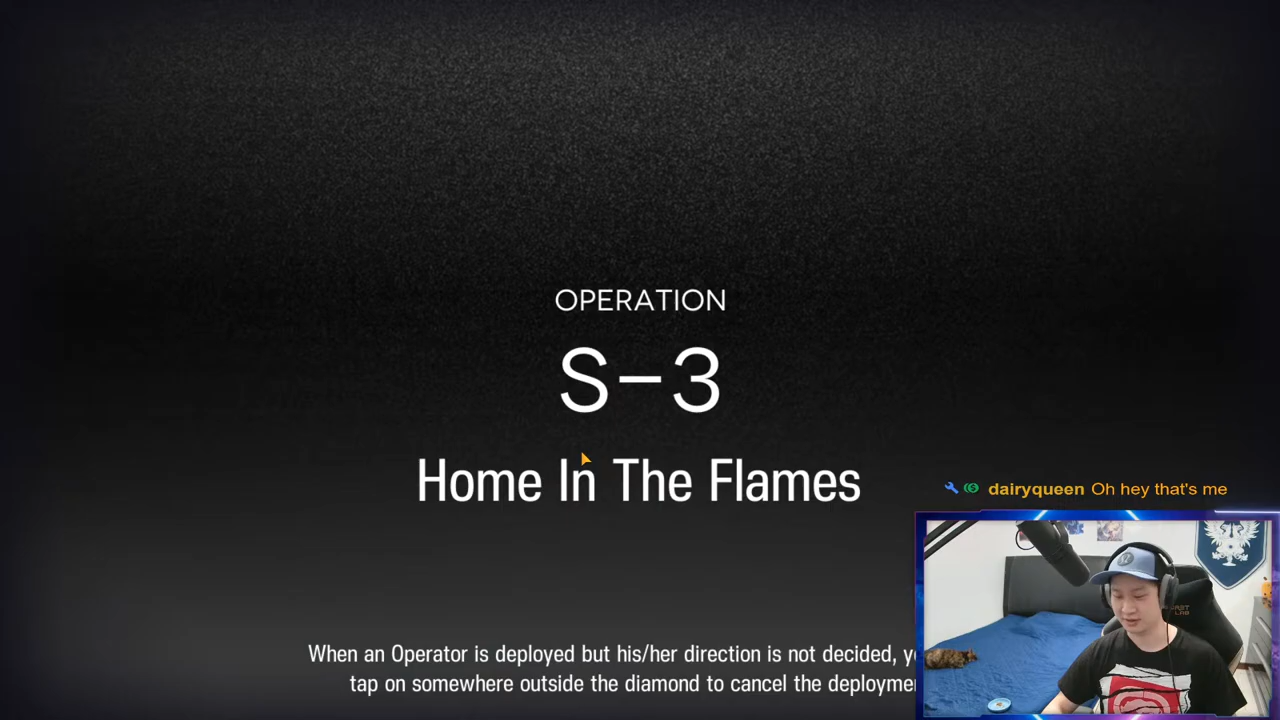 OPERATION
S-3
Home In The Flames
dairyqueen Oh hey that's me
When an Operator is deployed but his/her direction is not decided,
tap on somewhere outside the diamond to cancel the